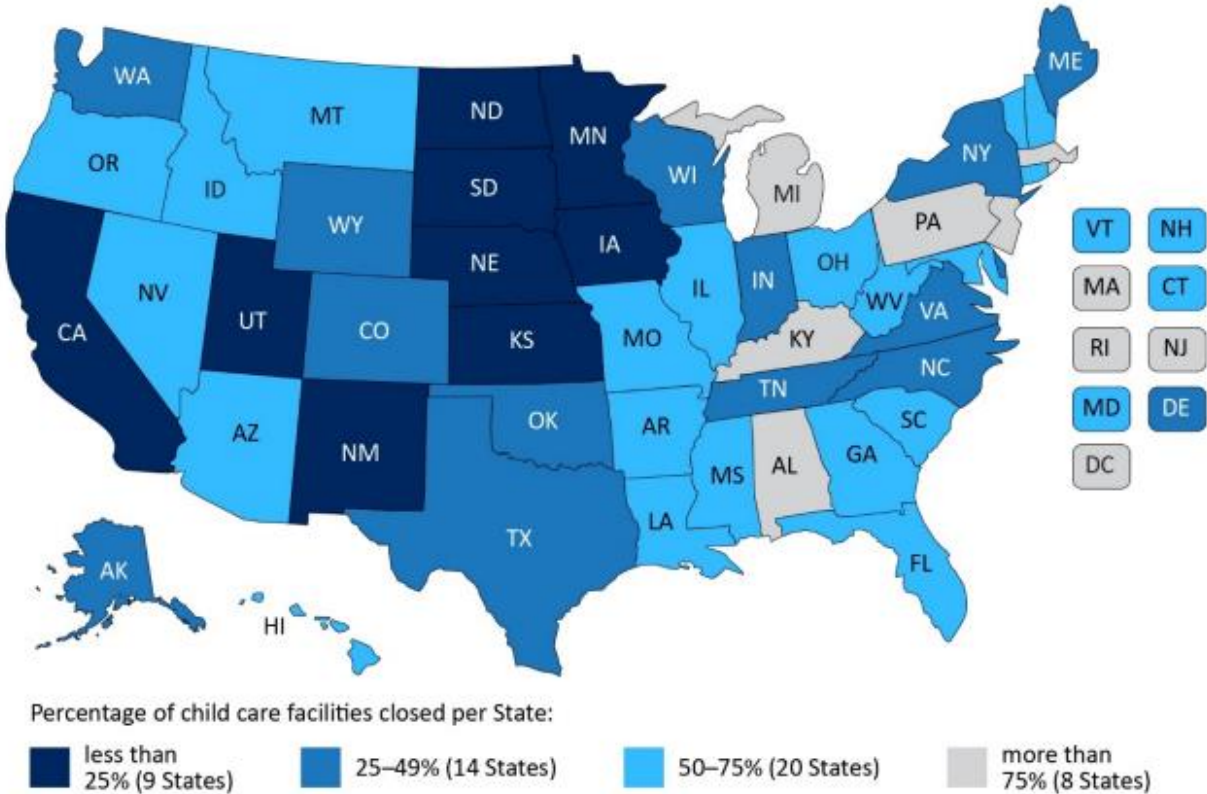 ME
WA
MT
ND
MN
OR
ID
SD
WI
NY
MI
WY
PA
IA
NE
VT
NH
NV
OH
IL
IN
UT
CO
WV
VA
MA
CT
CA
KS
MO
KY
RI
NJ
NC
TN
AZ
NM
OK
AR
SC
MD
DE
MS
AL
GA
DC
LA
TX
FL
AK
HI
Percentage of child care facilities closed per State:
less than
25% (9 States)
25–49% (14 States)
50–75% (20 States)
more than
75% (8 States)